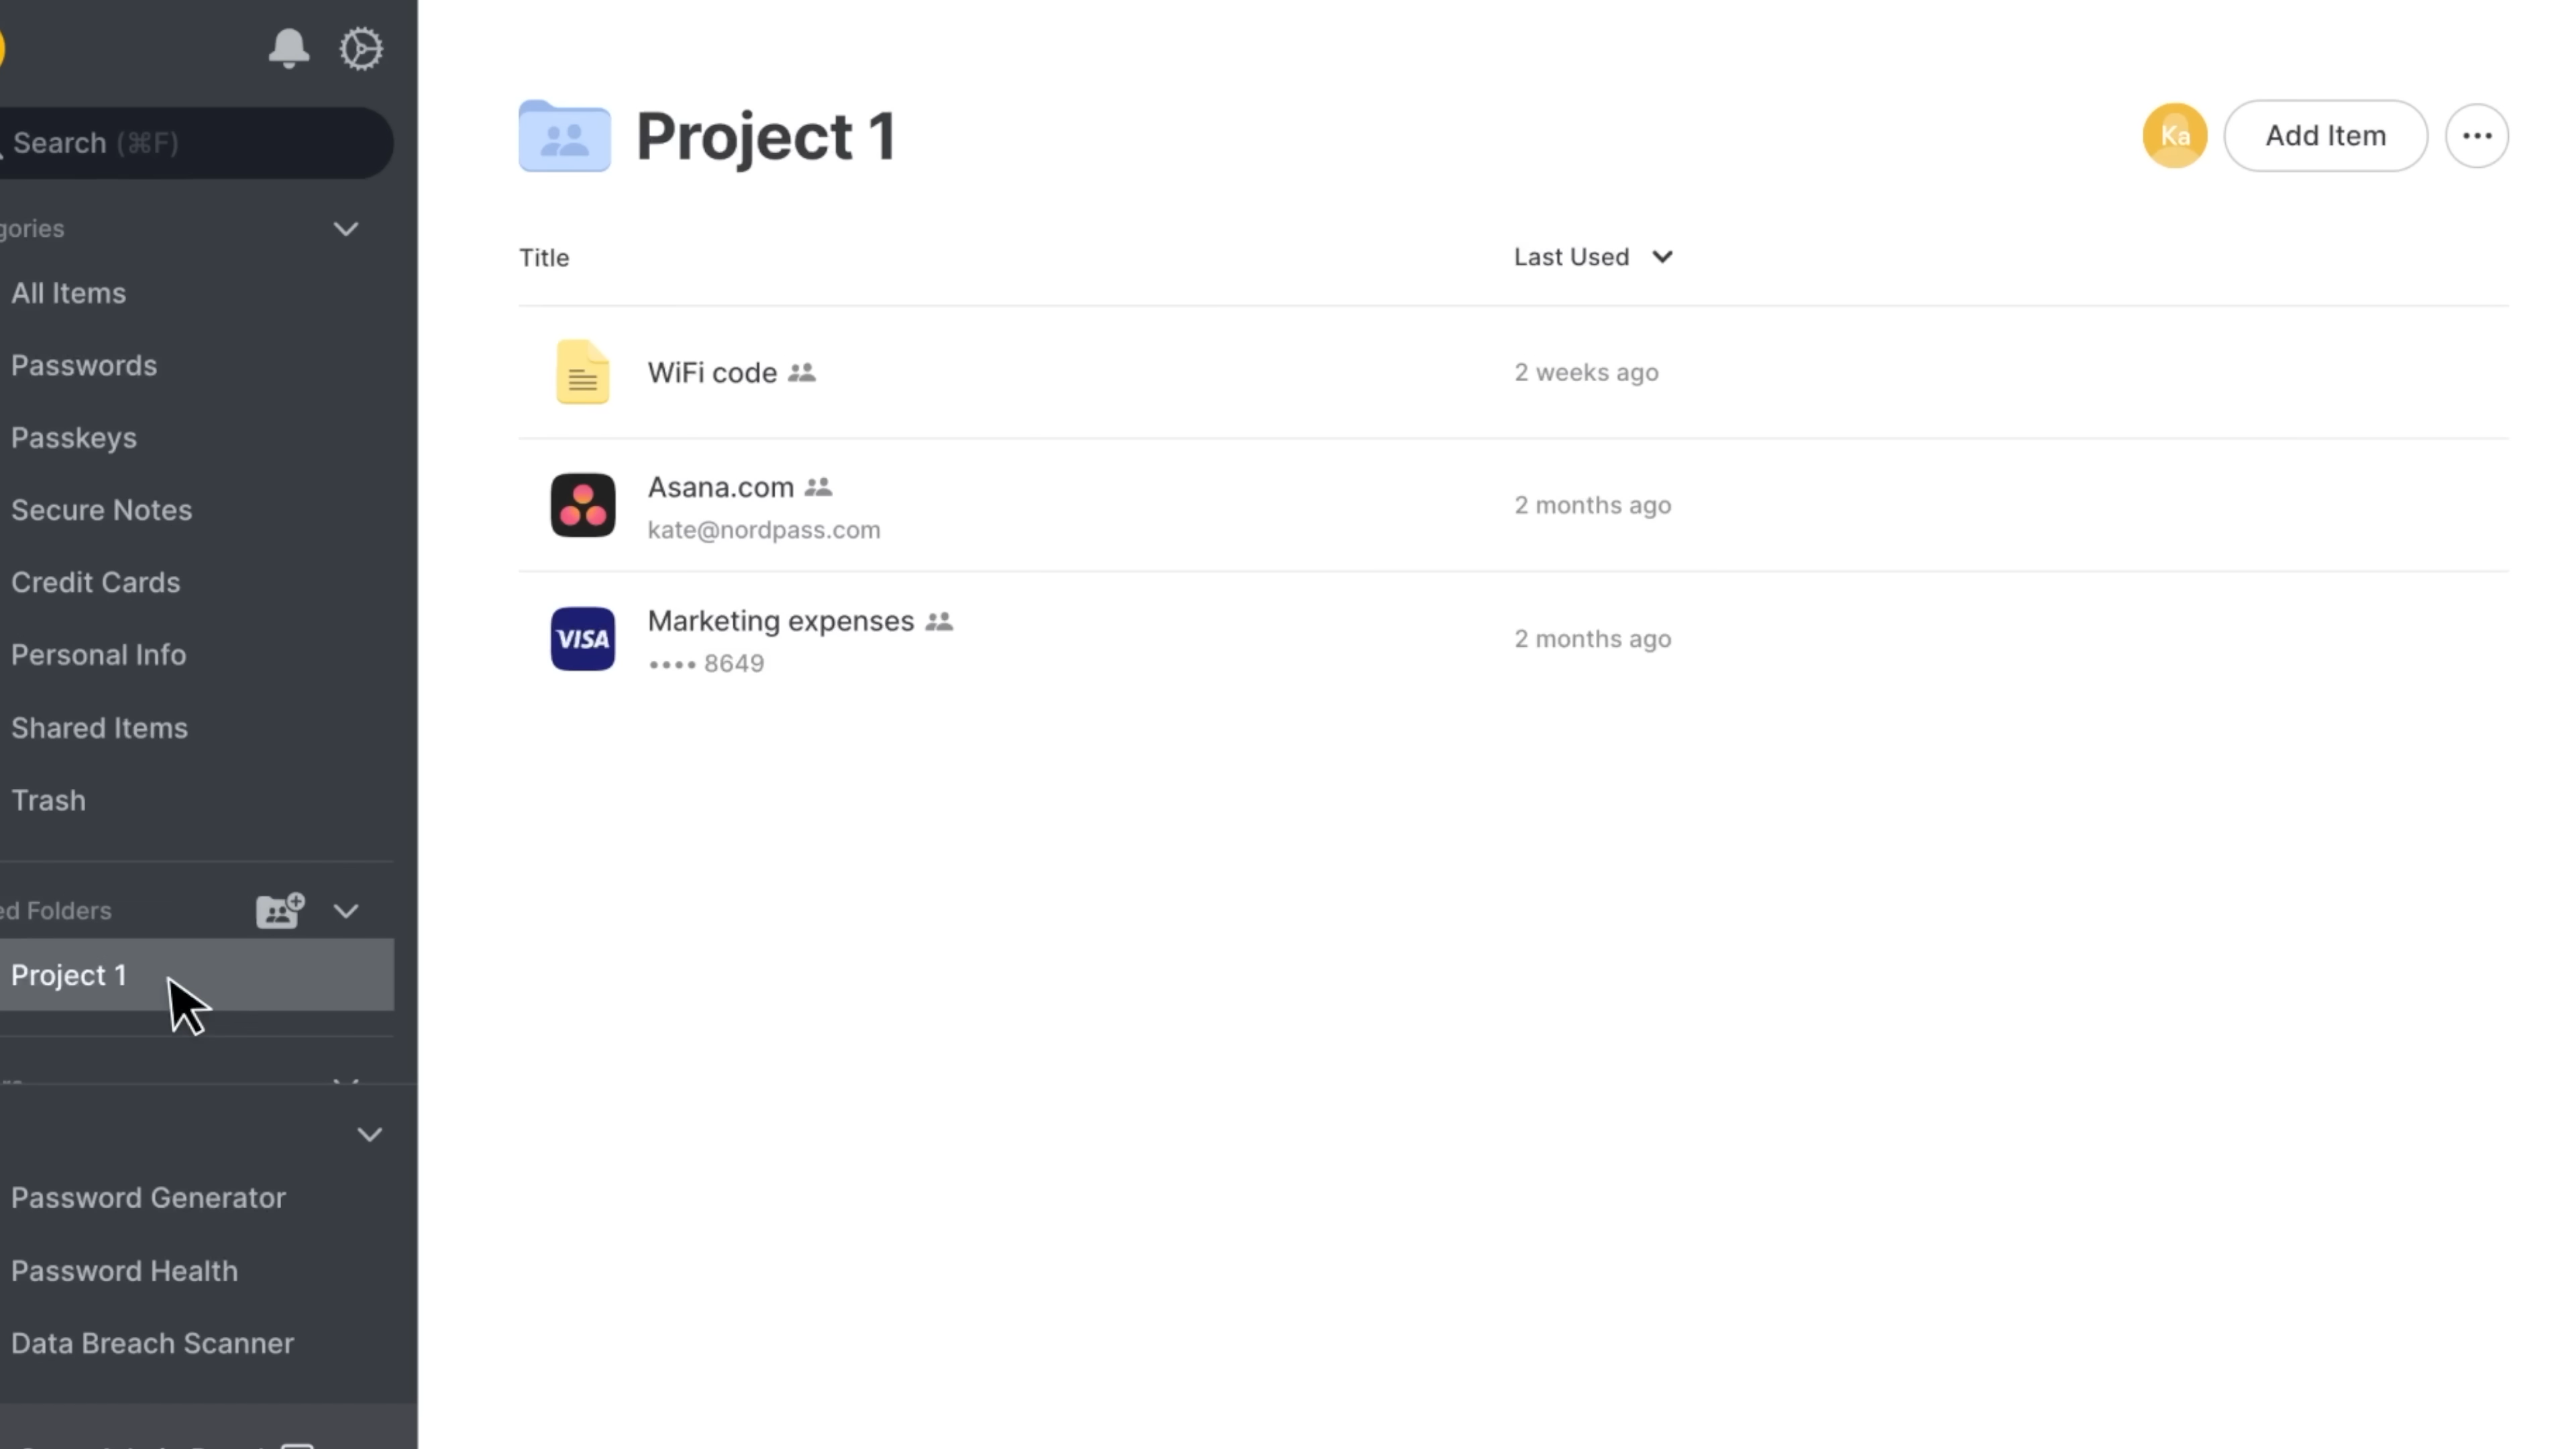 Search (⌘F)
gories
All Items
Passwords
Passkeys
Secure Notes
Credit Cards
Personal Info
Shared Items
Trash
ed Folders
Project 1
Password Generator
Password Health
Data Breach Scanner
Project 1
Ka
Add Item
Title
Last Used
WiFi code
2 weeks ago
Asana.com
kate@nordpass.com
2 months ago
VISA
Marketing expenses
•••• 8649
2 months ago